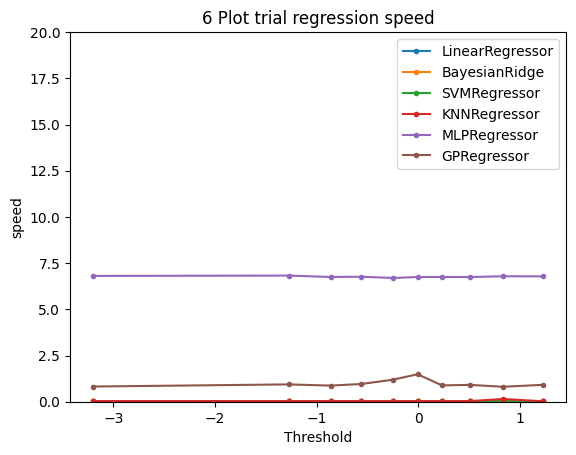 6 Plot trial regression speed
20.0
17.5
15.0
12.5
10.0
7.5
5.0
2.5
0.0
speed
LinearRegressor
BayesianRidge
SVMRegressor
KNNRegressor
MLPRegressor
GPRegressor
−3
−2
−1
0
1
Threshold